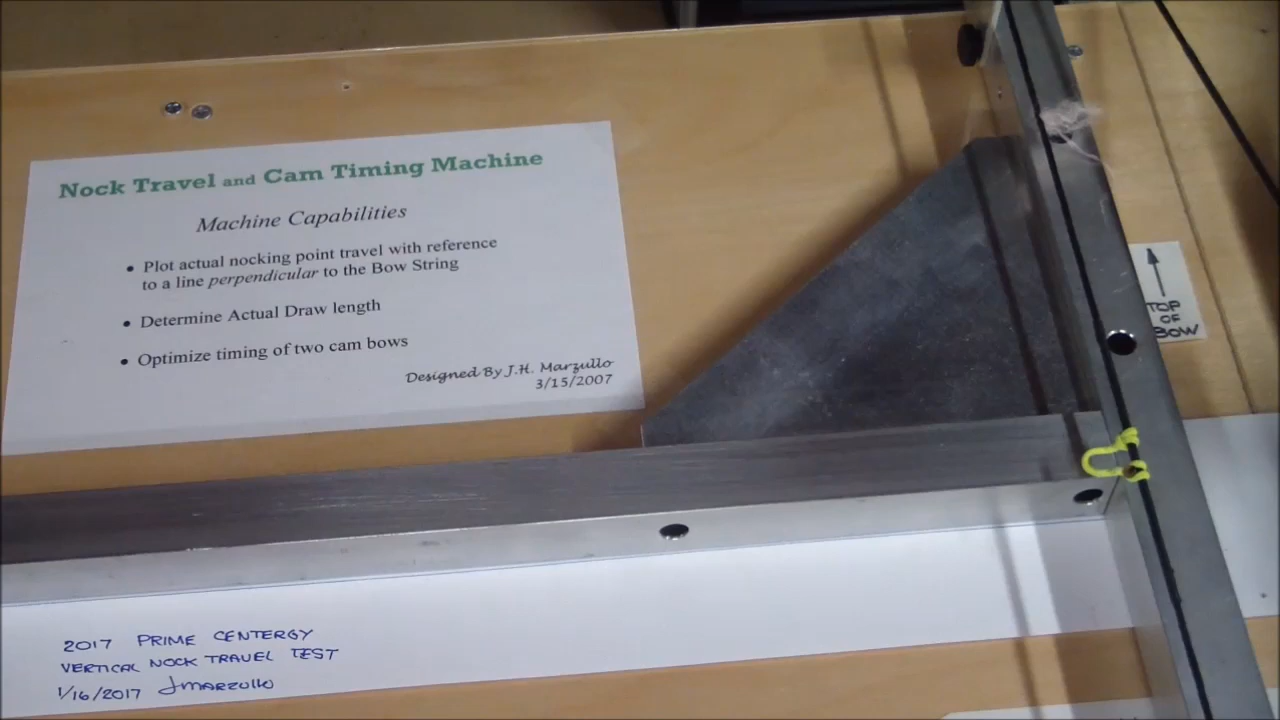 Nock Travel and Cam Timing Machine
Machine Capabilities
• Plot actual nocking point travel with reference
to a line perpendicular to the Bow String
• Determine Actual Draw length
• Optimize timing of two cam bows
Designed By J.H. Marzullo
3/15/2007
TOP
OF
BOW
2017 PRIME CENTERGY
VERTICAL NOCK TRAVEL TEST
1/16/2017 JMARZULLO